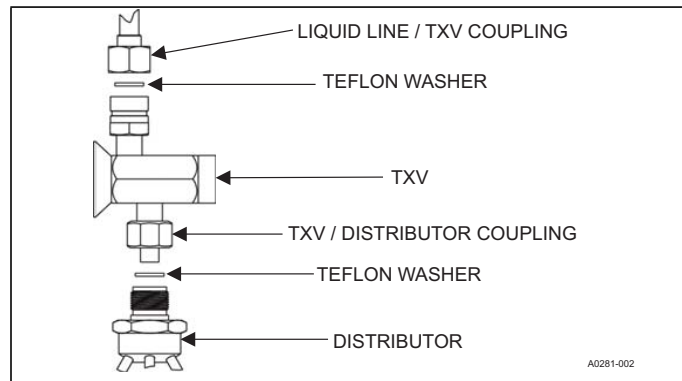 LIQUID LINE / TXV COUPLING
TEFLON WASHER
TXV
TXV / DISTRIBUTOR COUPLING
TEFLON WASHER
DISTRIBUTOR
A0281-002